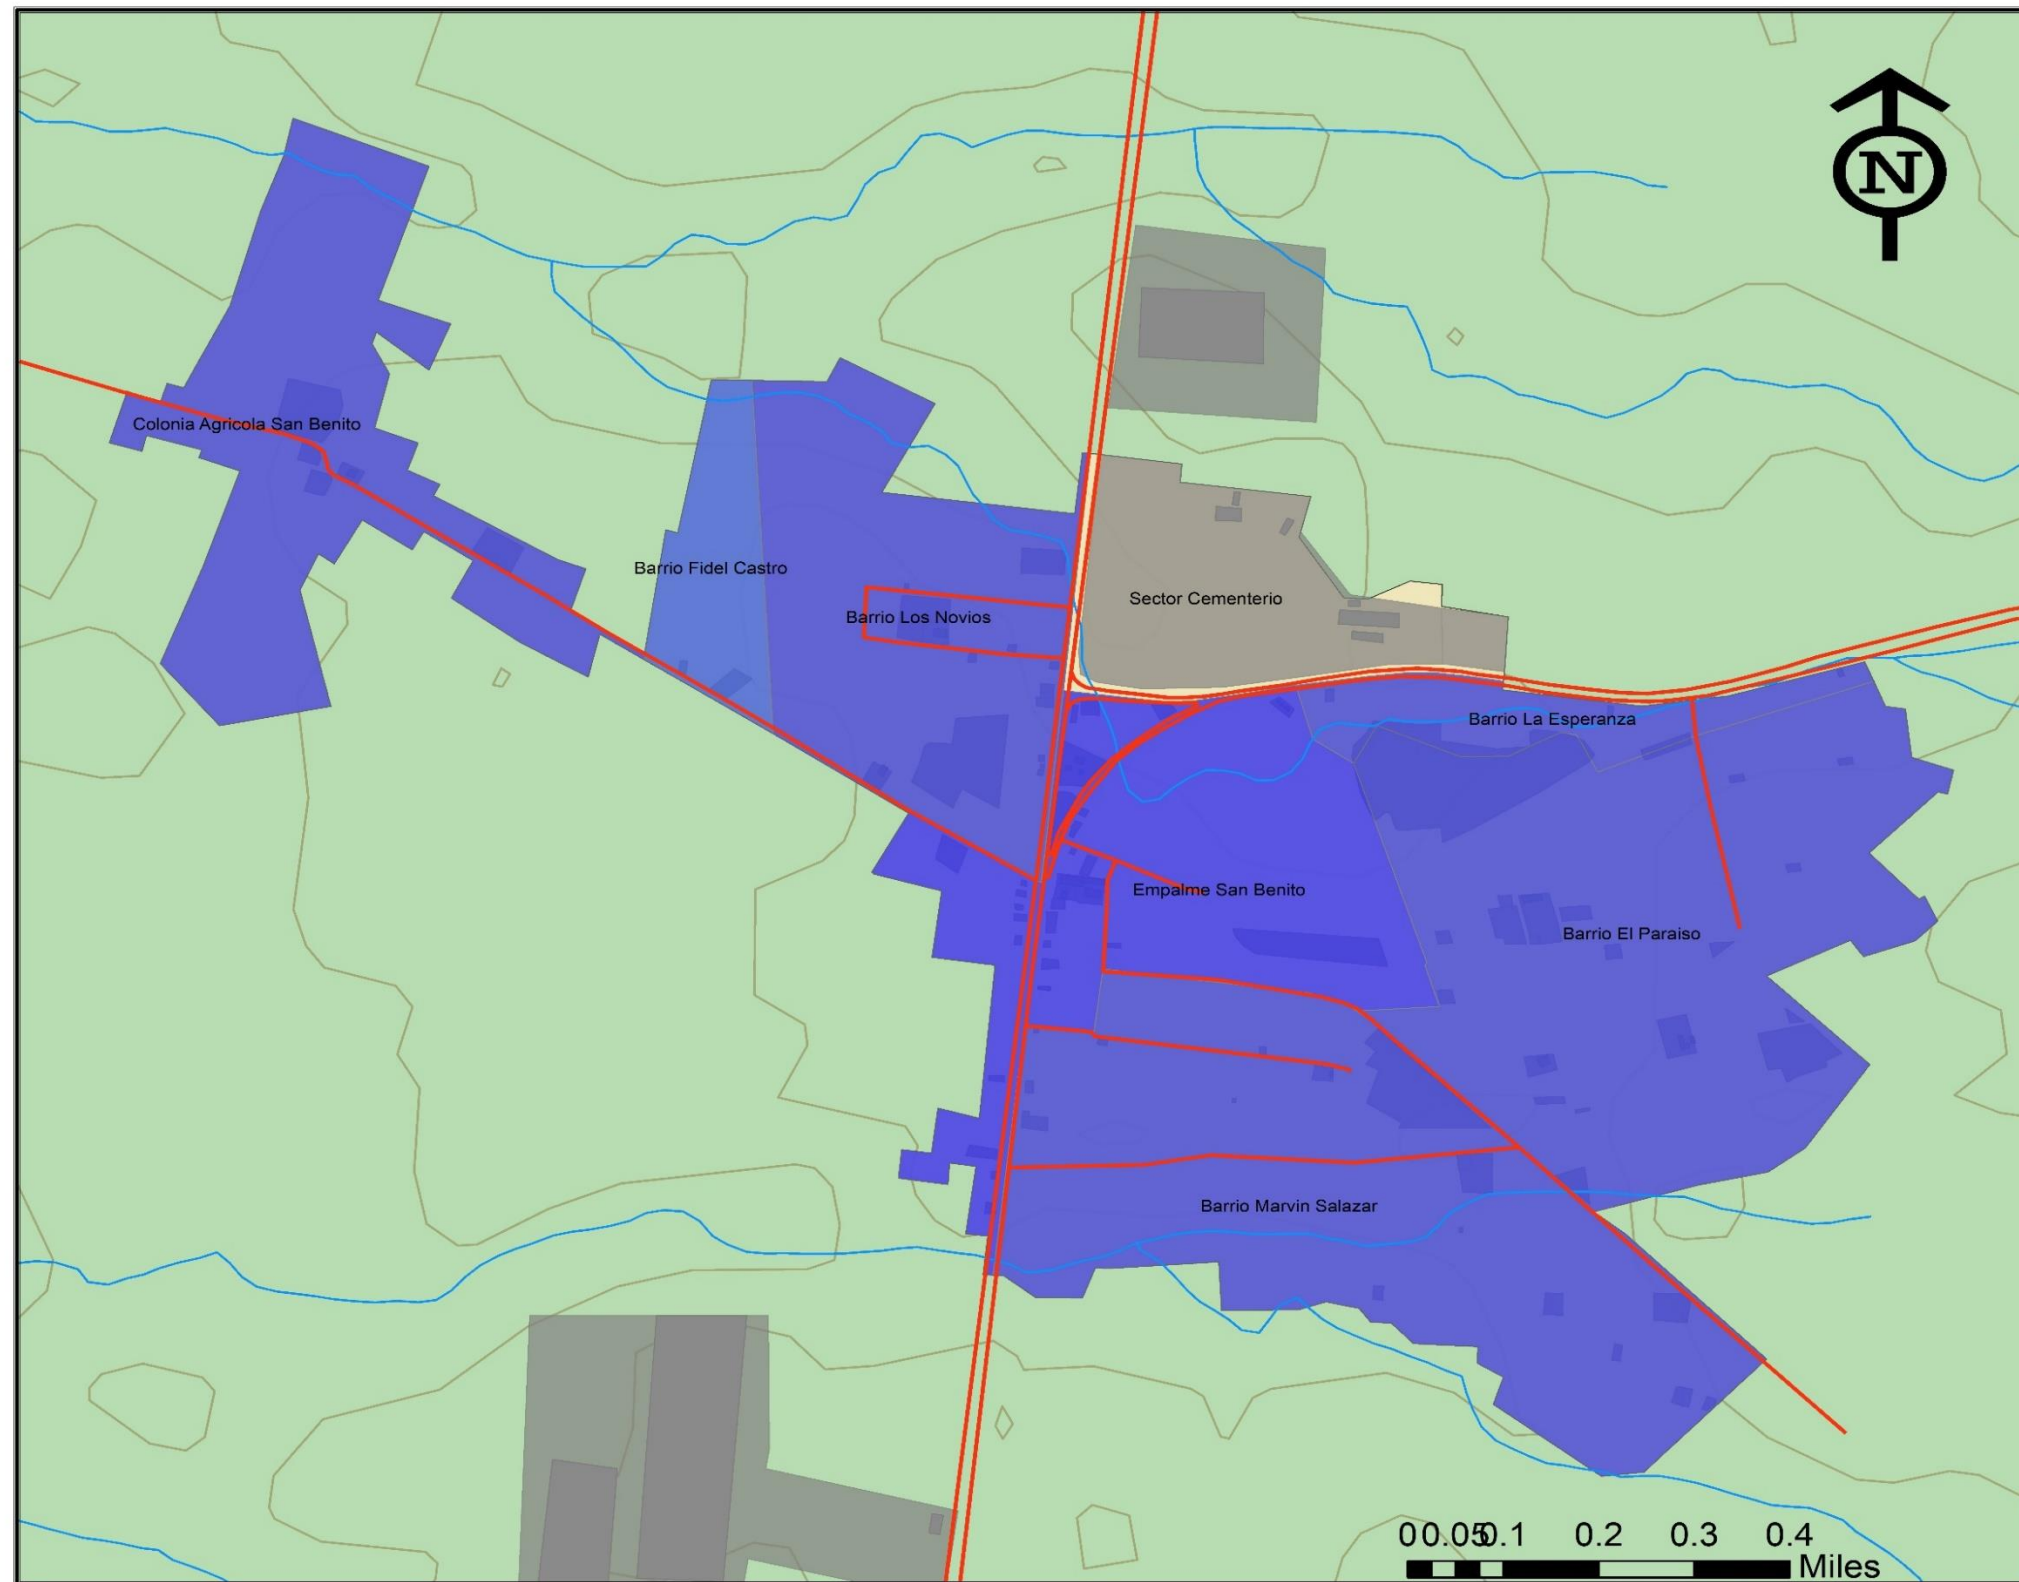 N
Colonia Agricola San Benito
Barrio Fidel Castro
Barrio Los Novios
Sector Cementerio
Barrio La Esperanza
Empalme San Benito
Barrio El Paraiso
Barrio Marvin Salazar
0 0.05 0.1 0.2 0.3 0.4
Miles